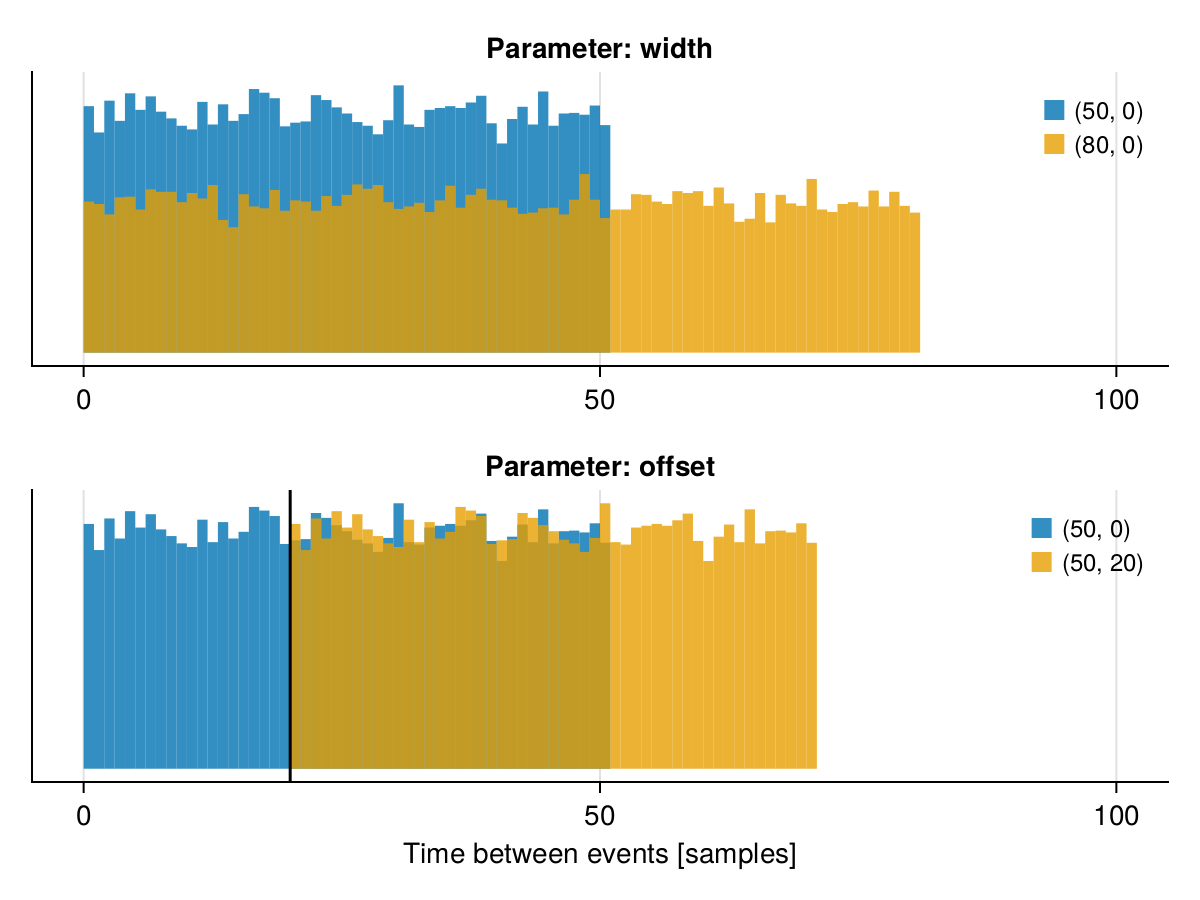 Parameter: width
(50, 0)
(80, 0)
0 50 100
Parameter: offset
(50, 0)
(50, 20)
0 50 100
Time between events [samples]